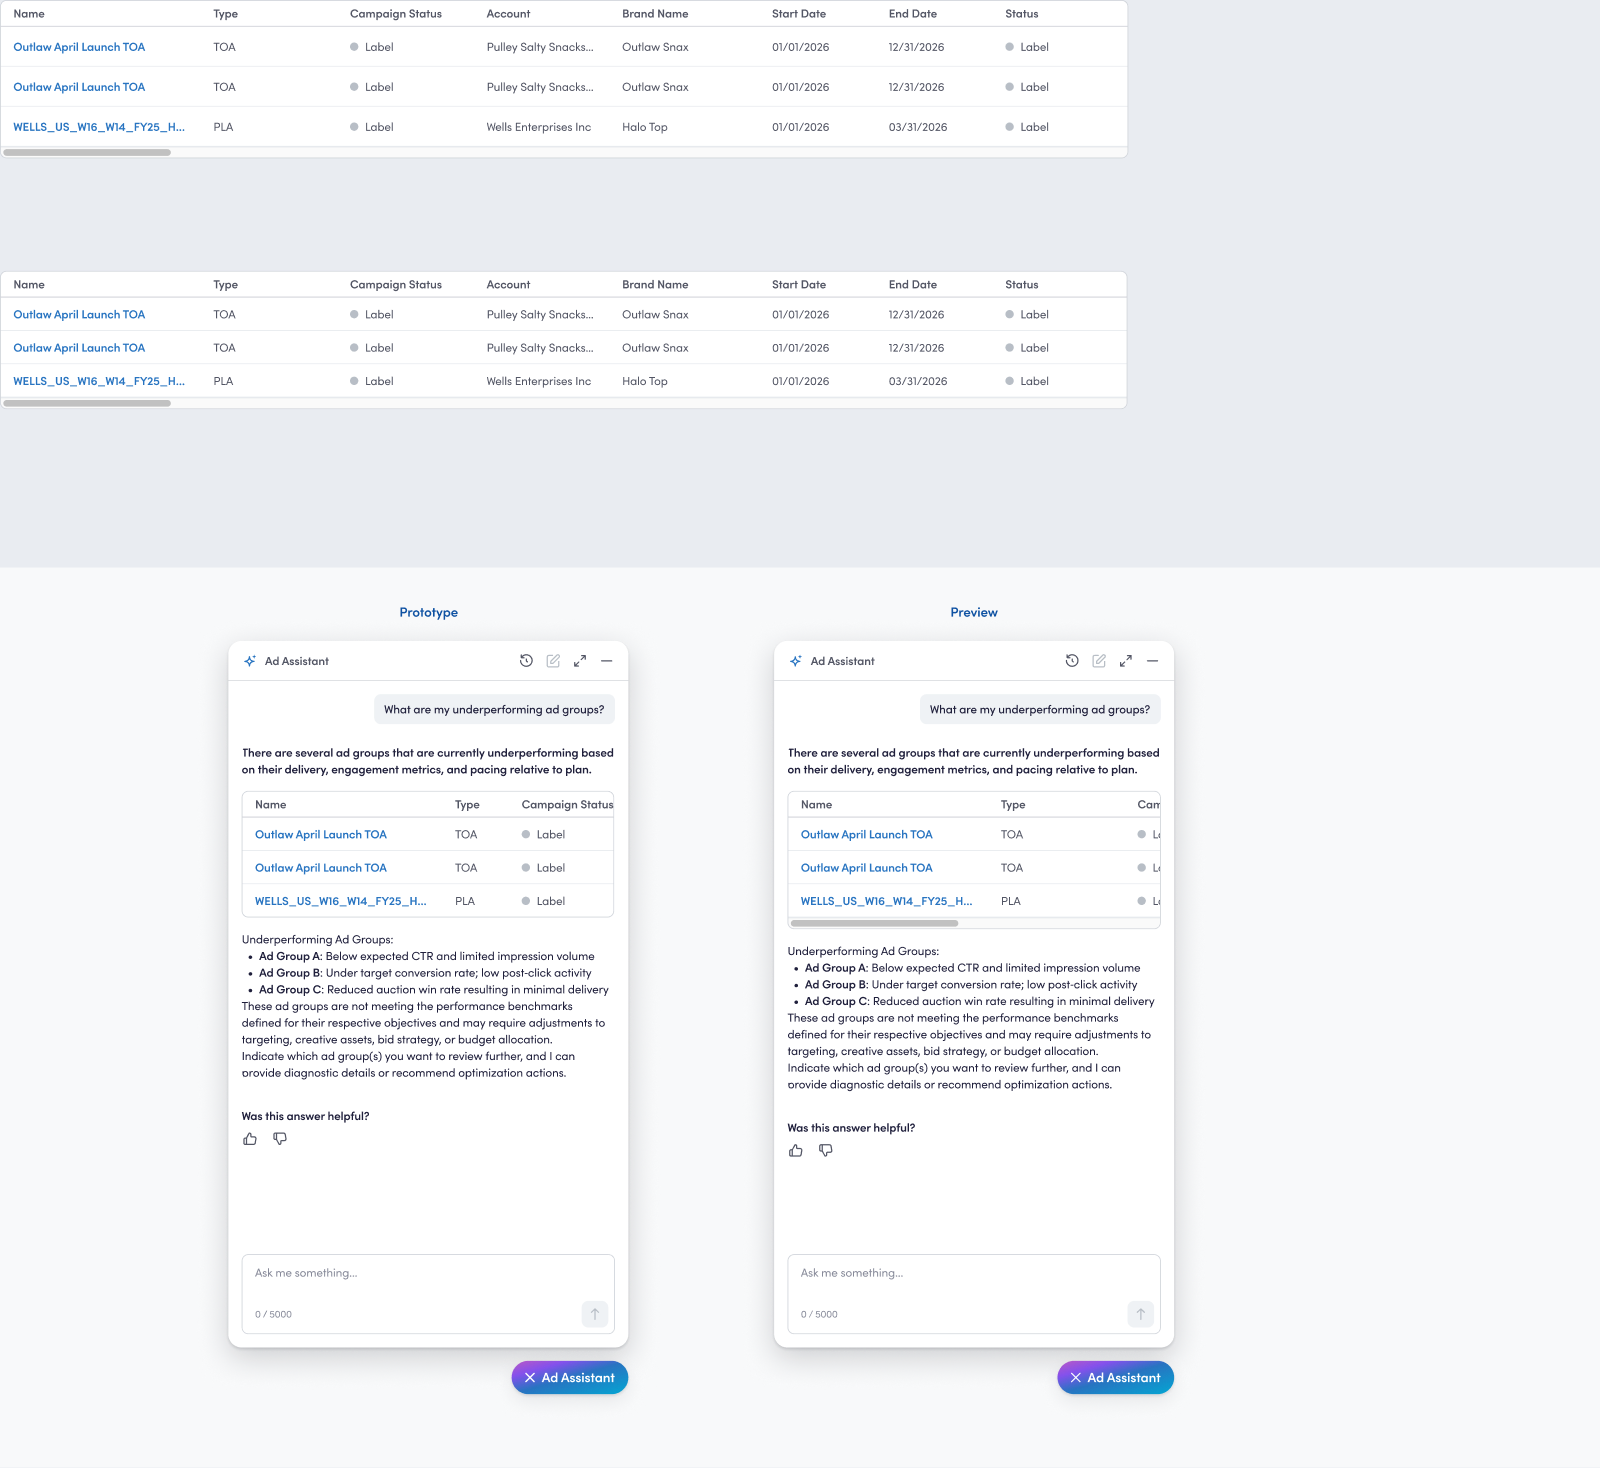 Name Type Campaign Status Account Brand Name Start Date End Date Status
Outlaw April Launch TOA TOA Label Pulley Salty Snacks... Outlaw Snax 01/01/2026 12/31/2026 Label
Outlaw April Launch TOA TOA Label Pulley Salty Snacks... Outlaw Snax 01/01/2026 12/31/2026 Label
WELLS_US_W16_W14_FY25_H... PLA Label Wells Enterprises Inc Halo Top 01/01/2026 03/31/2026 Label
Name Type Campaign Status Account Brand Name Start Date End Date Status
Outlaw April Launch TOA TOA Label Pulley Salty Snacks... Outlaw Snax 01/01/2026 12/31/2026 Label
Outlaw April Launch TOA TOA Label Pulley Salty Snacks... Outlaw Snax 01/01/2026 12/31/2026 Label
WELLS_US_W16_W14_FY25_H... PLA Label Wells Enterprises Inc Halo Top 01/01/2026 03/31/2026 Label
Prototype
Ad Assistant
What are my underperforming ad groups?
There are several ad groups that are currently underperforming based
on their delivery, engagement metrics, and pacing relative to plan.
Name Type Campaign Status
Outlaw April Launch TOA TOA Label
Outlaw April Launch TOA TOA Label
WELLS_US_W16_W14_FY25_H... PLA Label
Underperforming Ad Groups:
• Ad Group A: Below expected CTR and limited impression volume
• Ad Group B: Under target conversion rate; low post-click activity
• Ad Group C: Reduced auction win rate resulting in minimal delivery
These ad groups are not meeting the performance benchmarks
defined for their respective objectives and may require adjustments to
targeting, creative assets, bid strategy, or budget allocation.
Indicate which ad group(s) you want to review further, and I can
provide diagnostic details or recommend optimization actions.
Was this answer helpful?
Ask me something...
0 / 5000
Ad Assistant
Preview
Ad Assistant
What are my underperforming ad groups?
There are several ad groups that are currently underperforming based
on their delivery, engagement metrics, and pacing relative to plan.
Name Type Cam
Outlaw April Launch TOA TOA L
Outlaw April Launch TOA TOA L
WELLS_US_W16_W14_FY25_H... PLA L
Underperforming Ad Groups:
• Ad Group A: Below expected CTR and limited impression volume
• Ad Group B: Under target conversion rate; low post-click activity
• Ad Group C: Reduced auction win rate resulting in minimal delivery
These ad groups are not meeting the performance benchmarks
defined for their respective objectives and may require adjustments to
targeting, creative assets, bid strategy, or budget allocation.
Indicate which ad group(s) you want to review further, and I can
provide diagnostic details or recommend optimization actions.
Was this answer helpful?
Ask me something...
0 / 5000
Ad Assistant